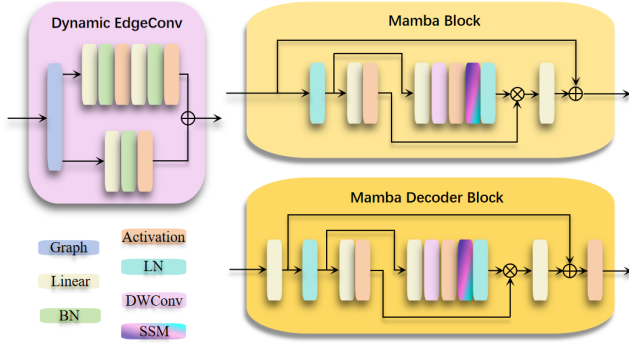 Dynamic EdgeConv
Mamba Block
Mamba Decoder Block
Graph
Linear
BN
Activation
LN
DWConv
SSM